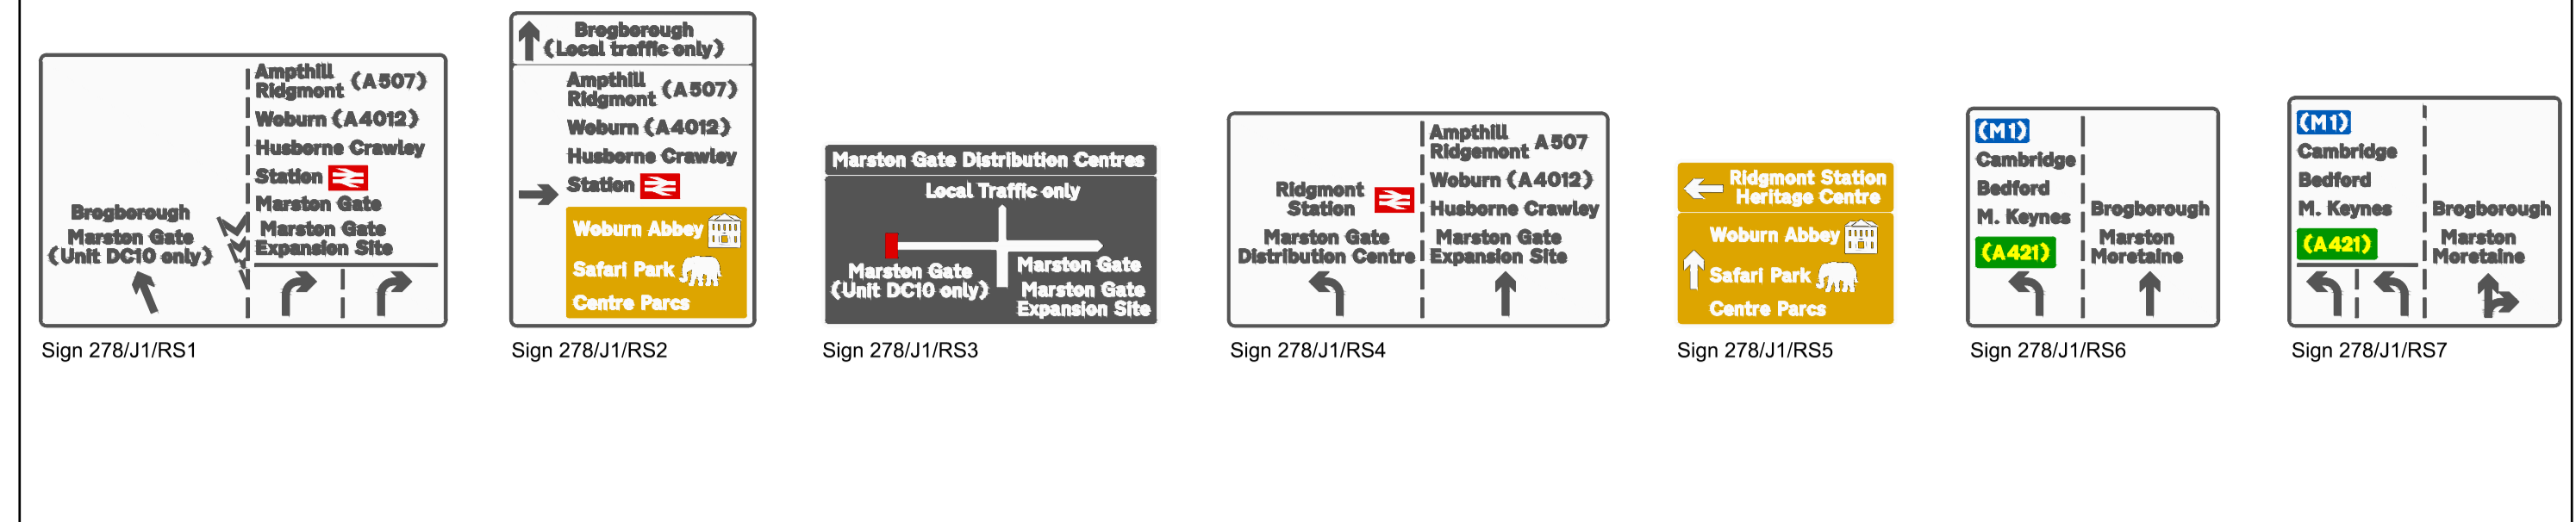 Ampthill
Ridgmont (A507)
Woburn (A4012)
Husborne Crawley
Station
Marston Gate
Marston Gate
Expansion Site
Brogborough
Marston Gate
(Unit DC10 only)
Sign 278/J1/RS1
Brogborough
(Local traffic only)
Ampthill
Ridgmont (A507)
Woburn (A4012)
Husborne Crawley
Station
Woburn Abbey
Safari Park
Centre Parcs
Sign 278/J1/RS2
Marston Gate Distribution Centres
Local Traffic only
Marston Gate
(Unit DC10 only)
Marston Gate
Marston Gate
Expansion Site
Sign 278/J1/RS3
Ridgmont
Station
Marston Gate
Distribution Centre
Ampthill
Ridgemont A507
Woburn (A4012)
Husborne Crawley
Marston Gate
Expansion Site
Sign 278/J1/RS4
Ridgmont Station
Heritage Centre
Woburn Abbey
Safari Park
Centre Parcs
Sign 278/J1/RS5
(M1)
Cambridge
Bedford
M. Keynes
(A421)
Brogborough
Marston
Moretaine
Sign 278/J1/RS6
(M1)
Cambridge
Bedford
M. Keynes
(A421)
Brogborough
Marston
Moretaine
Sign 278/J1/RS7